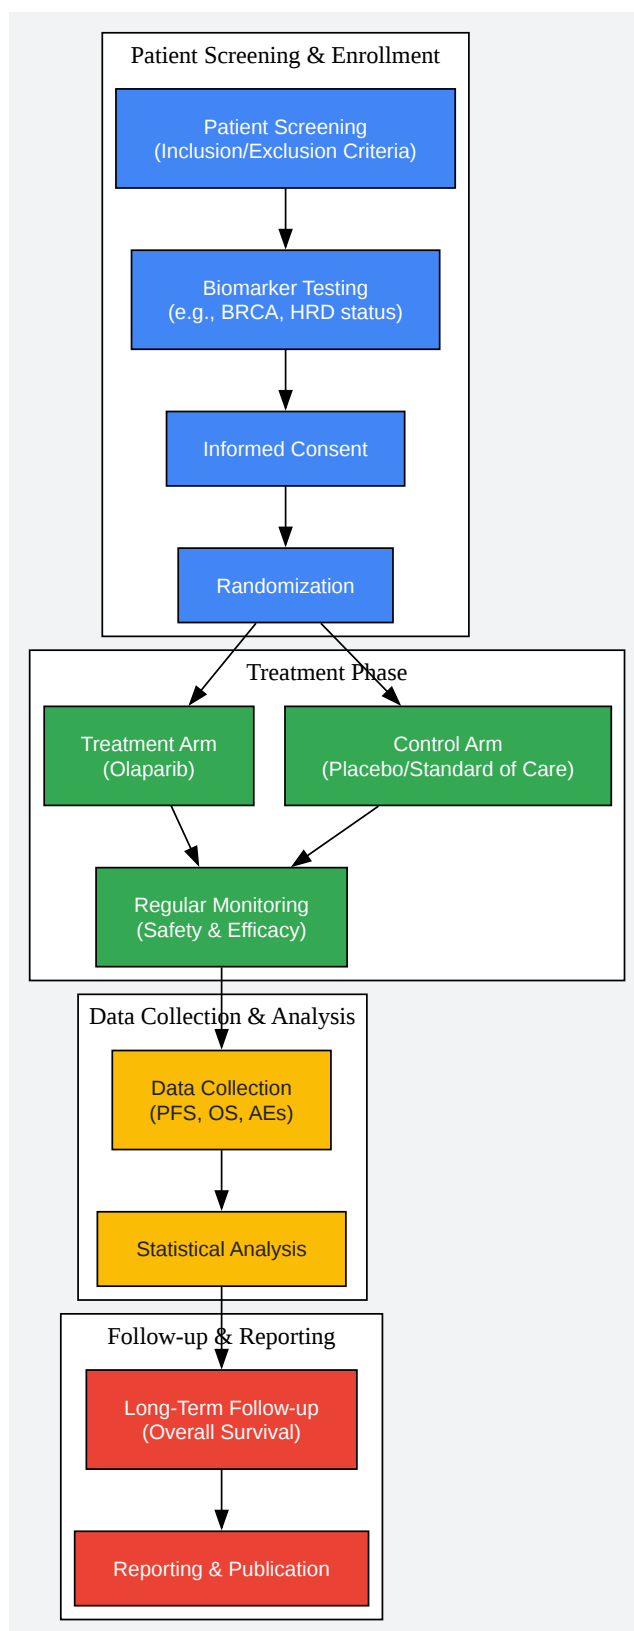 Patient Screening & Enrollment
Patient Screening
(Inclusion/Exclusion Criteria)
Biomarker Testing
(e.g., BRCA, HRD status)
Informed Consent
Randomization
Treatment Phase
Treatment Arm
(Olaparib)
Control Arm
(Placebo/Standard of Care)
Regular Monitoring
(Safety & Efficacy)
Data Collection & Analysis
Data Collection
(PFS, OS, AEs)
Statistical Analysis
Follow-up & Reporting
Long-Term Follow-up
(Overall Survival)
Reporting & Publication